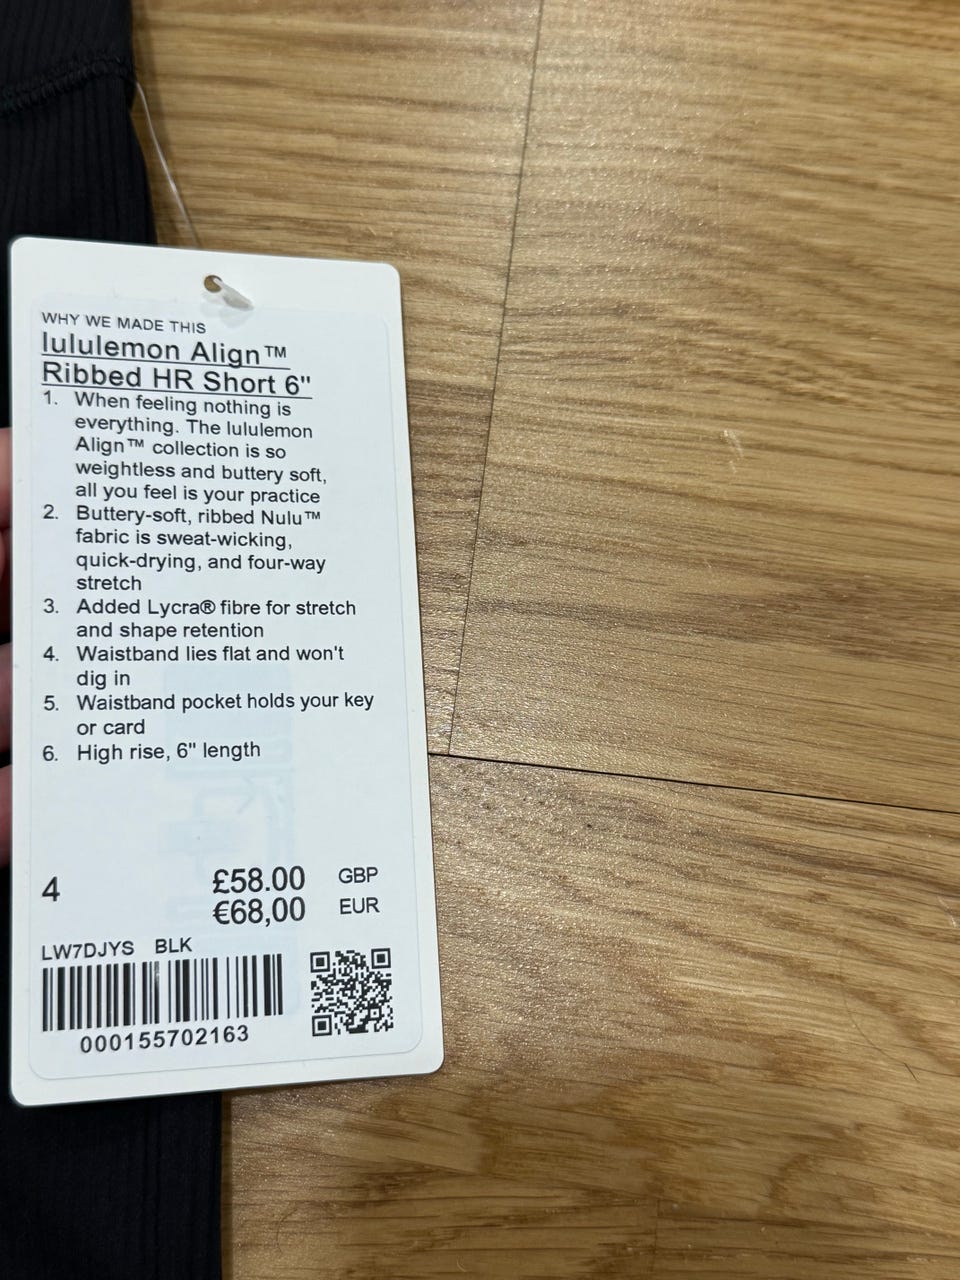 WHY WE MADE THIS
lululemon Align™
Ribbed HR Short 6"
1. When feeling nothing is
everything. The lululemon
Align™ collection is so
weightless and buttery soft,
all you feel is your practice
2. Buttery-soft, ribbed Nulu™
fabric is sweat-wicking,
quick-drying, and four-way
stretch
3. Added Lycra® fibre for stretch
and shape retention
4. Waistband lies flat and won't
dig in
5. Waistband pocket holds your key
or card
6. High rise, 6" length
4 £58.00 GBP
€68,00 EUR
LW7DJYS BLK
000155702163